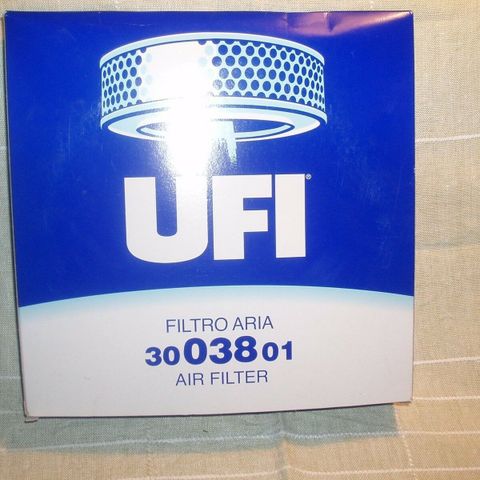 UFI®
FILTRO ARIA
30 038 01
AIR FILTER